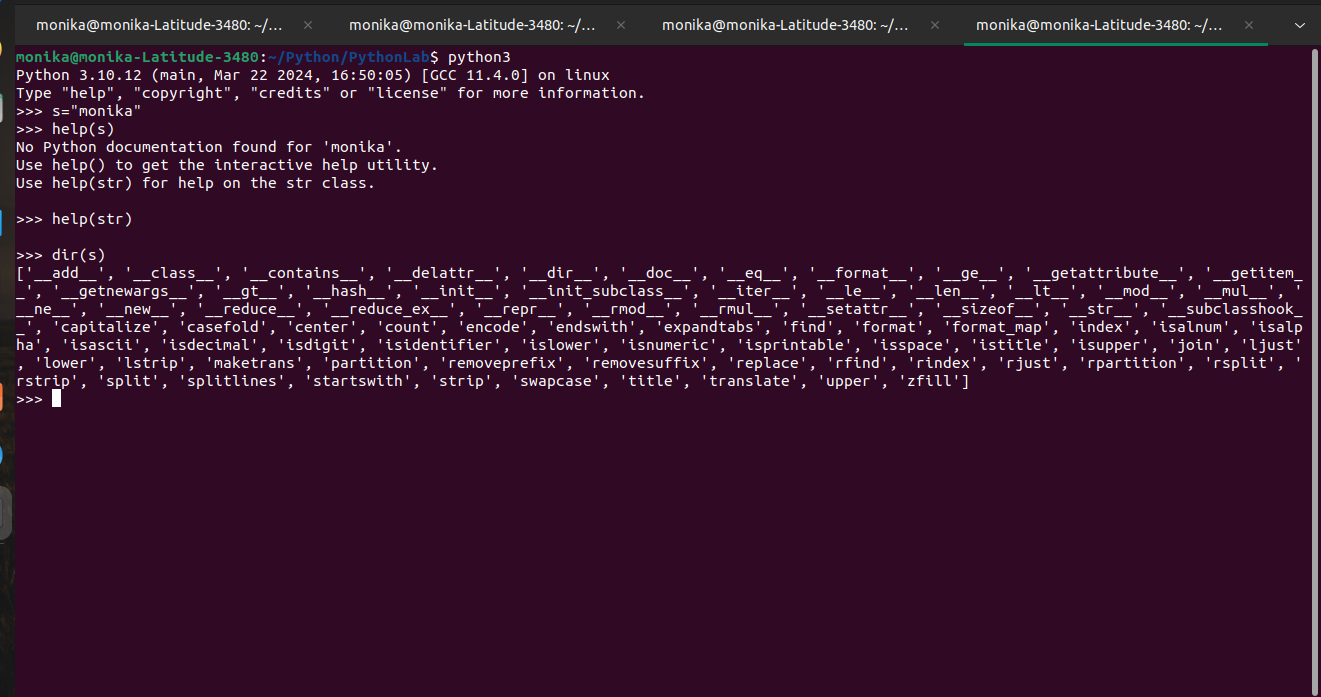 monika@monika-Latitude-3480: ~/... × monika@monika-Latitude-3480: ~/... × monika@monika-Latitude-3480: ~/... × monika@monika-Latitude-3480: ~/... ×
monika@monika-Latitude-3480:~/Python/PythonLab$ python3
Python 3.10.12 (main, Mar 22 2024, 16:50:05) [GCC 11.4.0] on linux
Type "help", "copyright", "credits" or "license" for more information.
>>> s="monika"
>>> help(s)
No Python documentation found for 'monika'.
Use help() to get the interactive help utility.
Use help(str) for help on the str class.
>>> help(str)
>>> dir(s)
['__add__', '__class__', '__contains__', '__delattr__', '__dir__', '__doc__', '__eq__', '__format__', '__ge__', '__getattribute__', '__getitem_
_', '__getnewargs__', '__gt__', '__hash__', '__init__', '__init_subclass__', '__iter__', '__le__', '__len__', '__lt__', '__mod__', '__mul__', '
__ne__', '__new__', '__reduce__', '__reduce_ex__', '__repr__', '__rmod__', '__rmul__', '__setattr__', '__sizeof__', '__str__', '__subclasshook_
_', 'capitalize', 'casefold', 'center', 'count', 'encode', 'endswith', 'expandtabs', 'find', 'format', 'format_map', 'index', 'isalnum', 'isalp
ha', 'isascii', 'isdecimal', 'isdigit', 'isidentifier', 'islower', 'isnumeric', 'isprintable', 'isspace', 'istitle', 'isupper', 'join', 'ljust'
, 'lower', 'lstrip', 'maketrans', 'partition', 'removeprefix', 'removesuffix', 'replace', 'rfind', 'rindex', 'rjust', 'rpartition', 'rsplit', '
rstrip', 'split', 'splitlines', 'startswith', 'strip', 'swapcase', 'title', 'translate', 'upper', 'zfill']
>>>